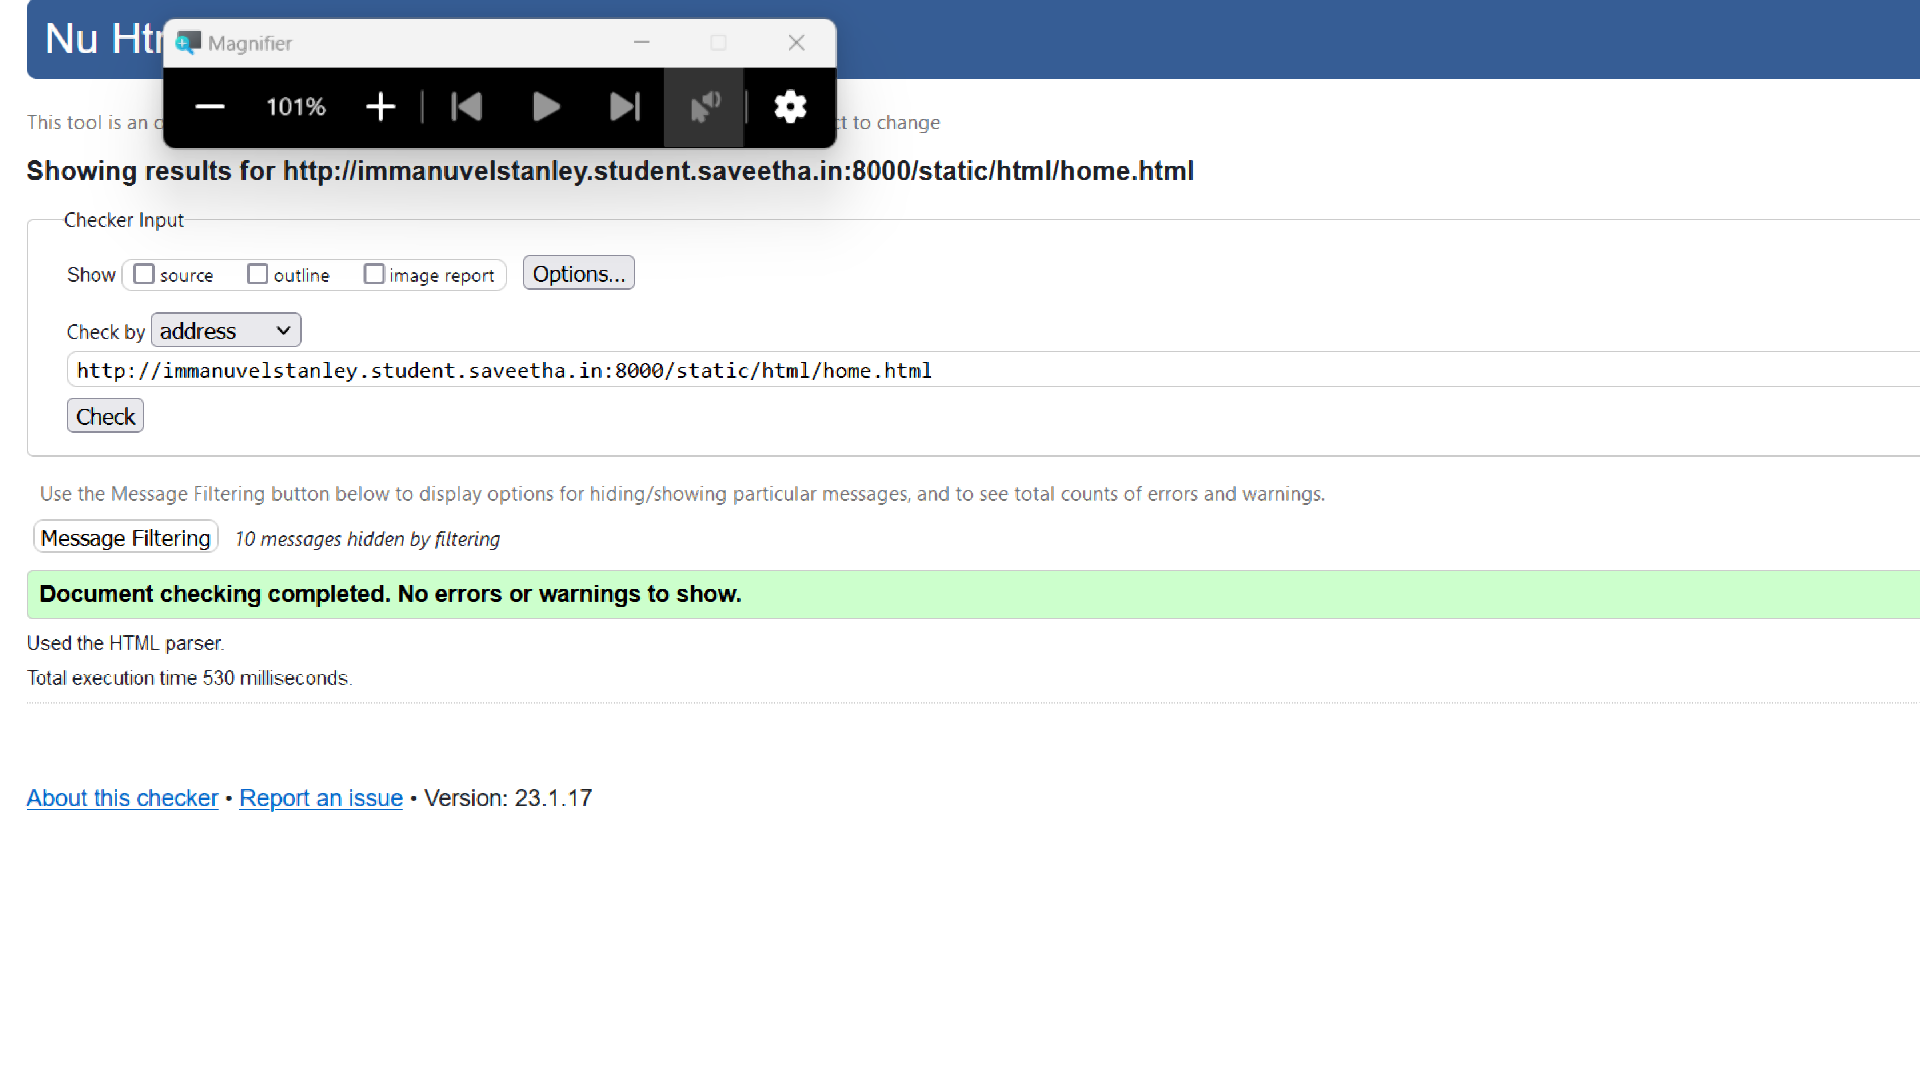 Nu
Magnifier
101%
This tool is an
to change
Showing results for http://immanuvelstanley.student.saveetha.in:8000/static/html/home.html
Checker Input
Show source outline image report Options...
Check by address
http://immanuvelstanley.student.saveetha.in:8000/static/html/home.html
Check
Use the Message Filtering button below to display options for hiding/showing particular messages, and to see total counts of errors and warnings.
Message Filtering 10 messages hidden by filtering
Document checking completed. No errors or warnings to show.
Used the HTML parser.
Total execution time 530 milliseconds.
About this checker • Report an issue • Version: 23.1.17